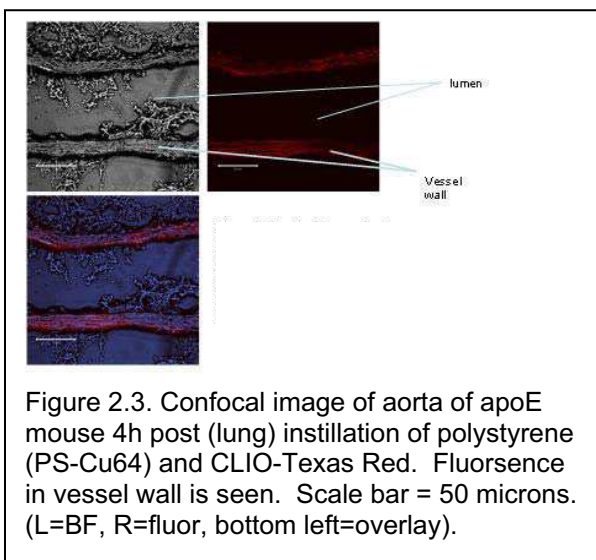 lumen
Vessel
wall
Figure 2.3. Confocal image of aorta of apoE
mouse 4h post (lung) instillation of polystyrene
(PS-Cu64) and CLIO-Texas Red. Fluorsence
in vessel wall is seen. Scale bar = 50 microns.
(L=BF, R=fluor, bottom left=overlay).